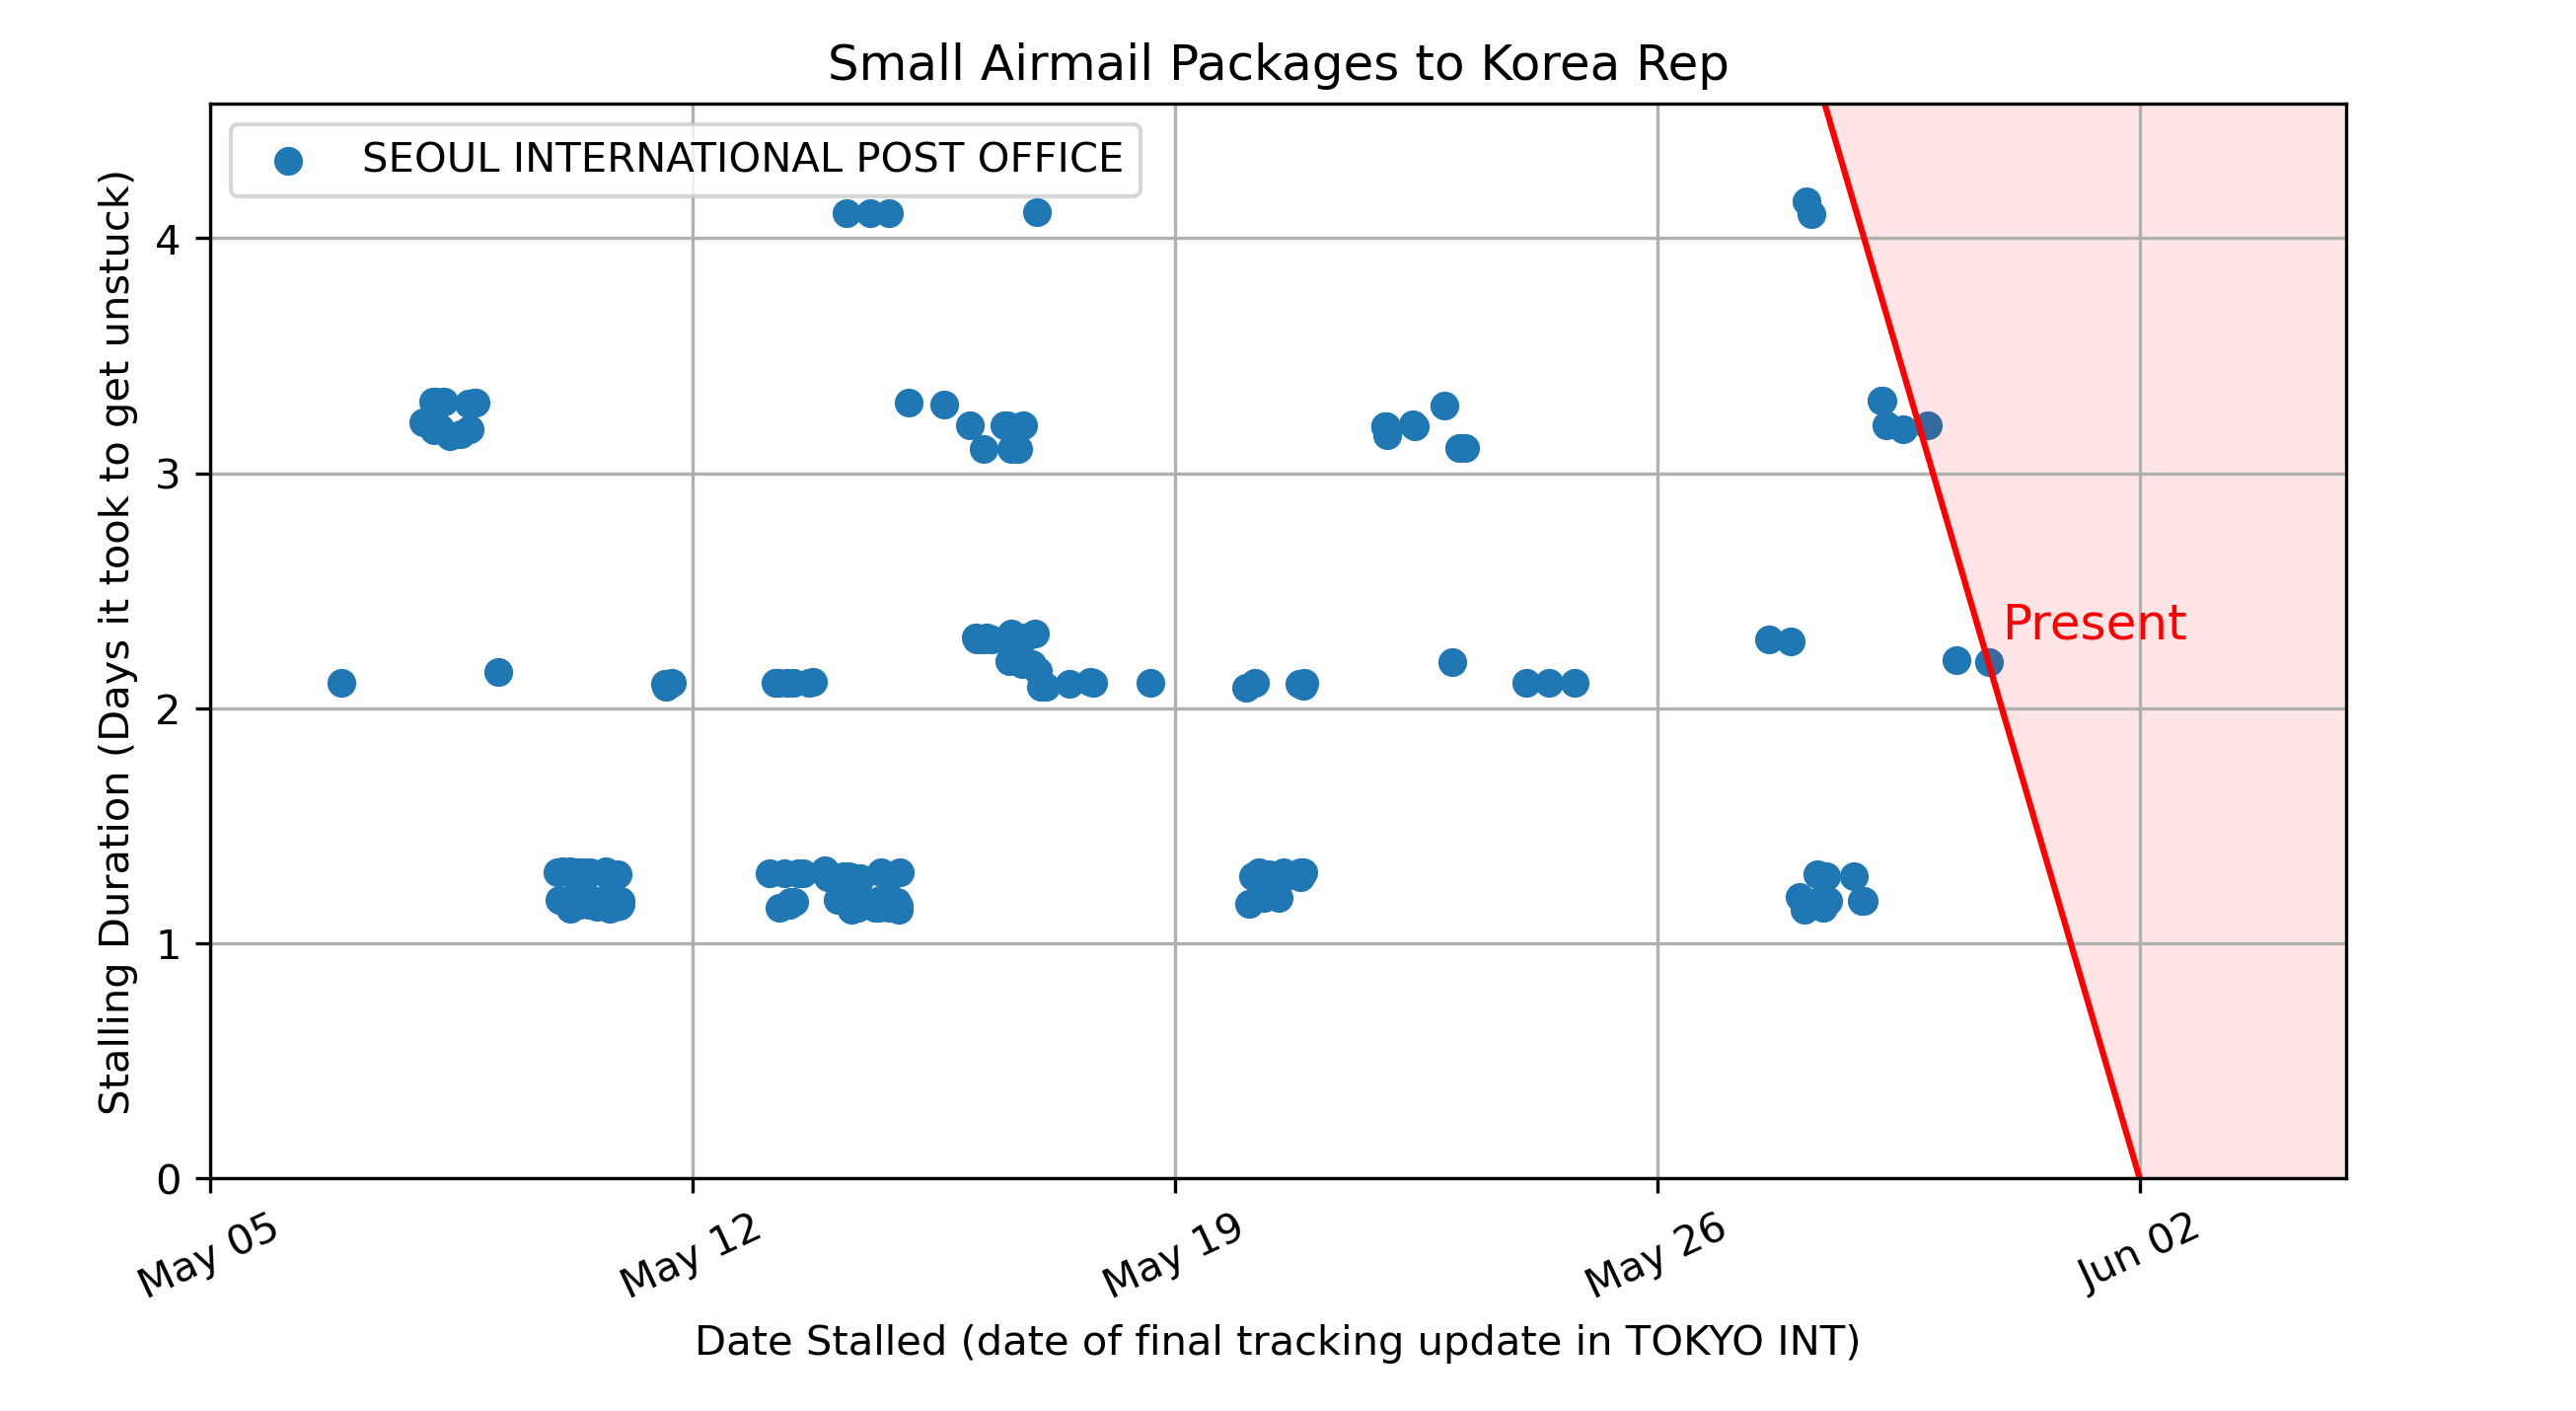 Small Airmail Packages to Korea Rep
SEOUL INTERNATIONAL POST OFFICE
Stalling Duration (Days it took to get unstuck)
4
3
2
1
0
Present
May 05
May 12
May 19
May 26
Jun 02
Date Stalled (date of final tracking update in TOKYO INT)